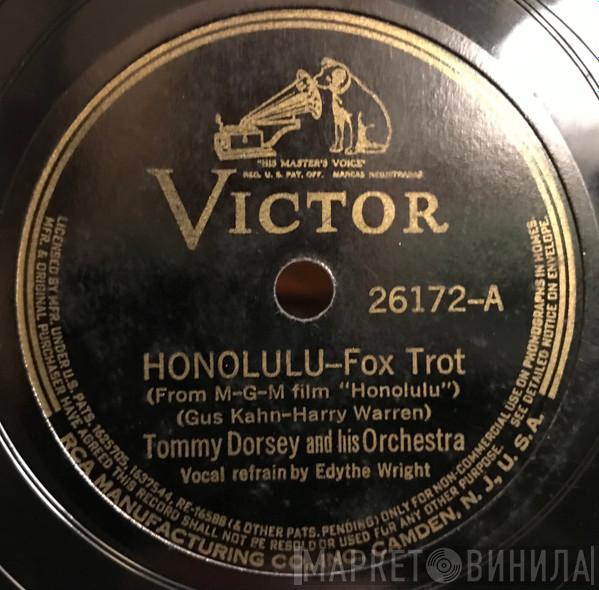 "HIS MASTER'S VOICE"
REG. U. S. PAT. OFF. MARCAS REGISTRADAS
VICTOR
26172-A
HONOLULU-Fox Trot
(From M-G-M film "Honolulu")
(Gus Kahn-Harry Warren)
Tommy Dorsey and his Orchestra
Vocal refrain by Edythe Wright
LICENSED BY MFR. UNDER U.S. PATS. 1625705, 1637544, RE-16588 (& OTHER PATS. PENDING) ONLY FOR NON-COMMERCIAL USE ON PHONOGRAPHS IN HOMES.
MFR. & ORIGINAL PURCHASER HAVE AGREED THIS RECORD SHALL NOT BE RESOLD OR USED FOR ANY OTHER PURPOSE. SEE DETAILED NOTICE ON ENVELOPE.
RCA MANUFACTURING CO. CAMDEN, N. J., U. S. A.
МАРКЕТ ВИНИЛА